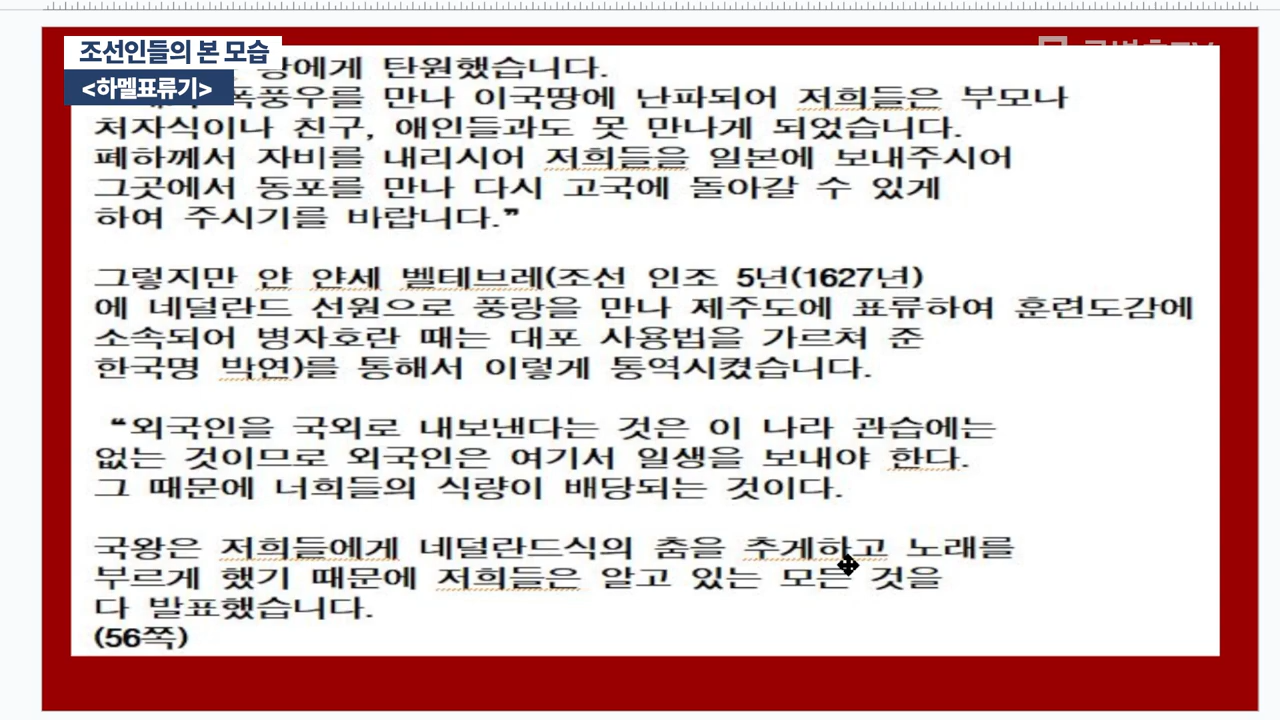 조선인들의 본 모습
<하멜표류기>
탄원했습니다.
만나 이국땅에 난파되어 저희들은 부모나
처자식이나 친구, 애인들과도 못 만나게 되었습니다.
폐하께서 자비를 내리시어 저희들을 일본에 보내주시어
그곳에서 동포를 만나 다시 고국에 돌아갈 수 있게
하여 주시기를 바랍니다.”
그렇지만 얀 얀세 벨테브레(조선 인조 5년(1627년)
에 네덜란드 선원으로 풍랑을 만나 제주도에 표류하여 훈련도감에
소속되어 병자호란 때는 대포 사용법을 가르쳐 준
한국명 박연)를 통해서 이렇게 통역시켰습니다.
“외국인을 국외로 내보낸다는 것은 이 나라 관습에는
없는 것이므로 외국인은 여기서 일생을 보내야 한다.
그 때문에 너희들의 식량이 배당되는 것이다.
국왕은 저희들에게 네덜란드식의 춤을 추게하고 노래를
부르게 했기 때문에 저희들은 알고 있는 모든 것을
다 발표했습니다.
(56쪽)